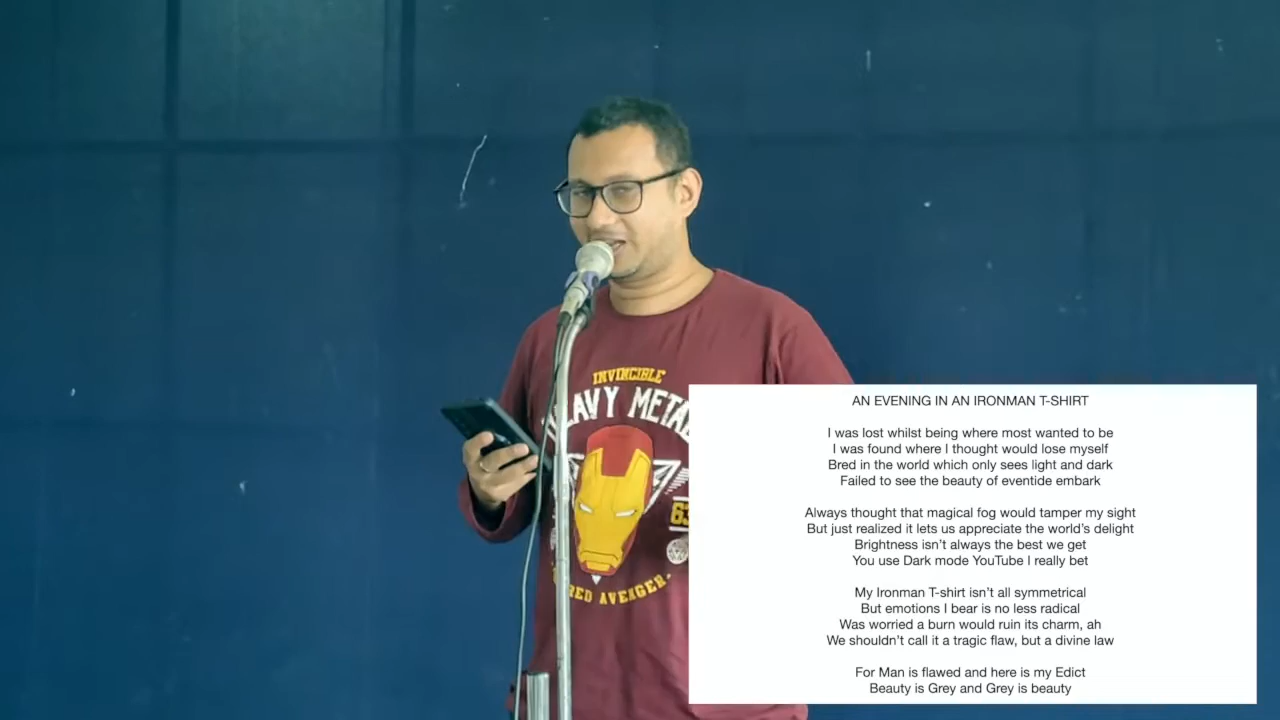 INVINCIBLE
HEAVY METAL
RED AVENGER
AN EVENING IN AN IRONMAN T-SHIRT
I was lost whilst being where most wanted to be
I was found where I thought would lose myself
Bred in the world which only sees light and dark
Failed to see the beauty of eventide embark
Always thought that magical fog would tamper my sight
But just realized it lets us appreciate the world's delight
Brightness isn't always the best we get
You use Dark mode YouTube I really bet
My Ironman T-shirt isn't all symmetrical
But emotions I bear is no less radical
Was worried a burn would ruin its charm, ah
We shouldn't call it a tragic flaw, but a divine law
For Man is flawed and here is my Edict
Beauty is Grey and Grey is beauty